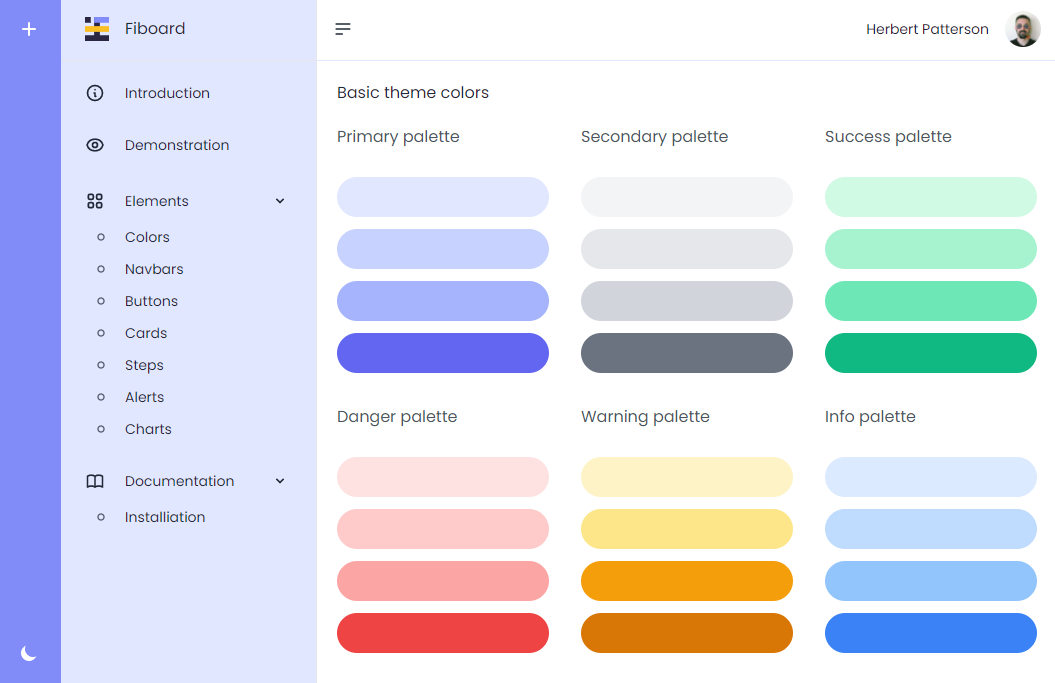 Fiboard
Herbert Patterson
Introduction
Demonstration
Elements
Colors
Navbars
Buttons
Cards
Steps
Alerts
Charts
Documentation
Installiation
Basic theme colors
Primary palette
Secondary palette
Success palette
Danger palette
Warning palette
Info palette